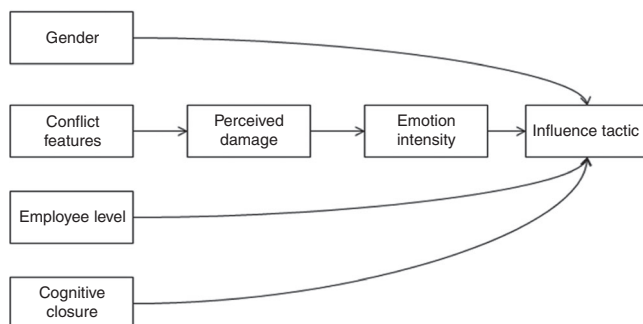 Gender
Conflict
features
Perceived
damage
Emotion
intensity
Influence tactic
Employee level
Cognitive
closure